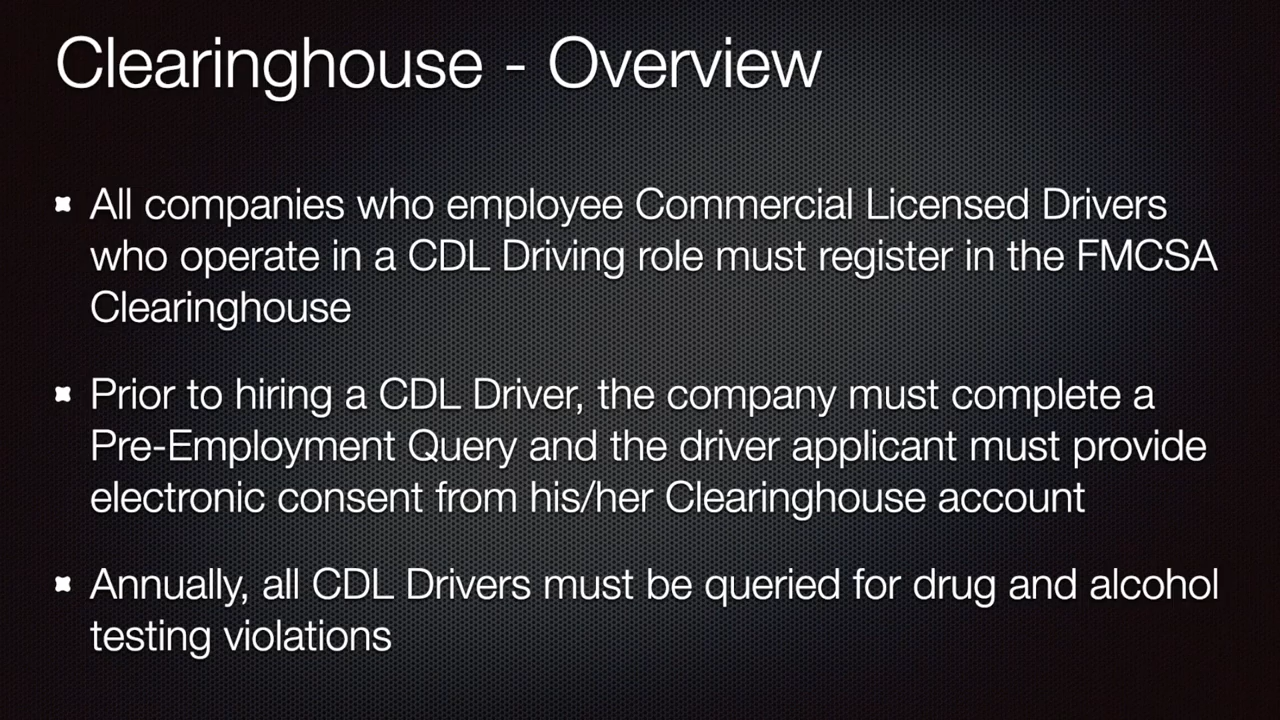 Clearinghouse - Overview
All companies who employee Commercial Licensed Drivers
who operate in a CDL Driving role must register in the FMCSA
Clearinghouse
Prior to hiring a CDL Driver, the company must complete a
Pre-Employment Query and the driver applicant must provide
electronic consent from his/her Clearinghouse account
Annually, all CDL Drivers must be queried for drug and alcohol
testing violations